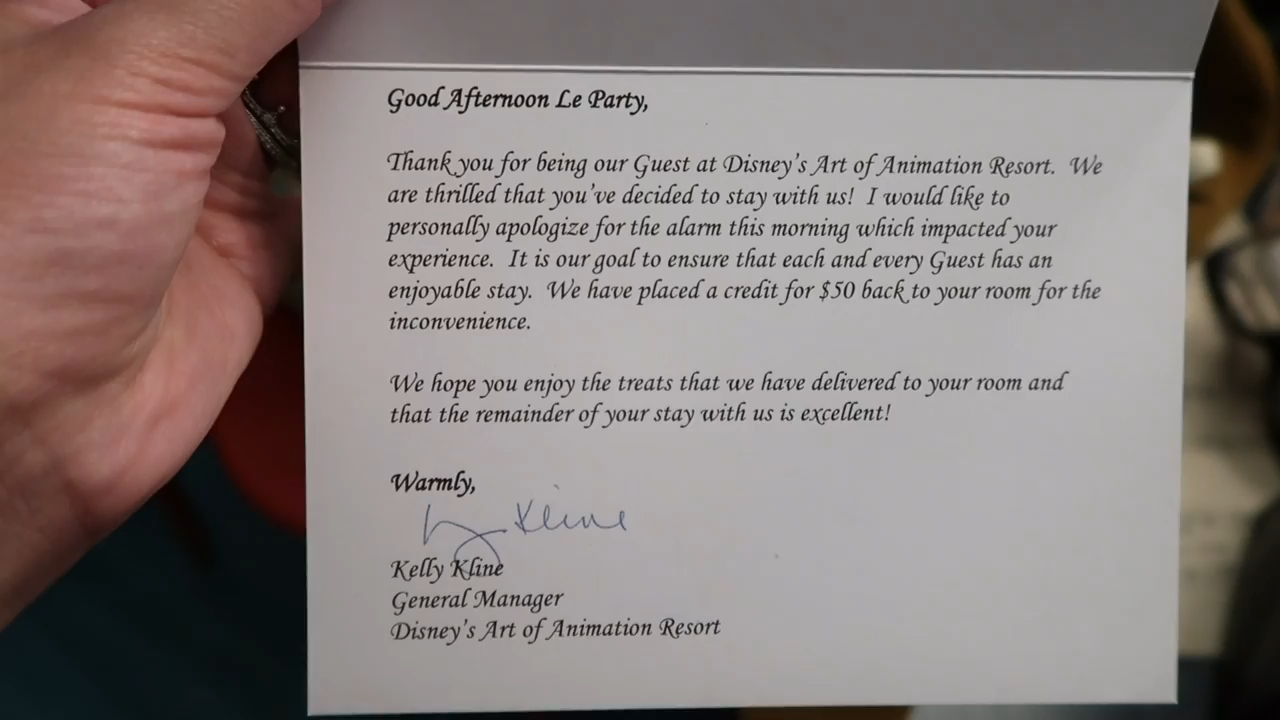 Good Afternoon Le Party,
Thank you for being our Guest at Disney's Art of Animation Resort. We
are thrilled that you've decided to stay with us! I would like to
personally apologize for the alarm this morning which impacted your
experience. It is our goal to ensure that each and every Guest has an
enjoyable stay. We have placed a credit for $50 back to your room for the
inconvenience.
We hope you enjoy the treats that we have delivered to your room and
that the remainder of your stay with us is excellent!
Warmly,
Kline
Kelly Kline
General Manager
Disney's Art of Animation Resort